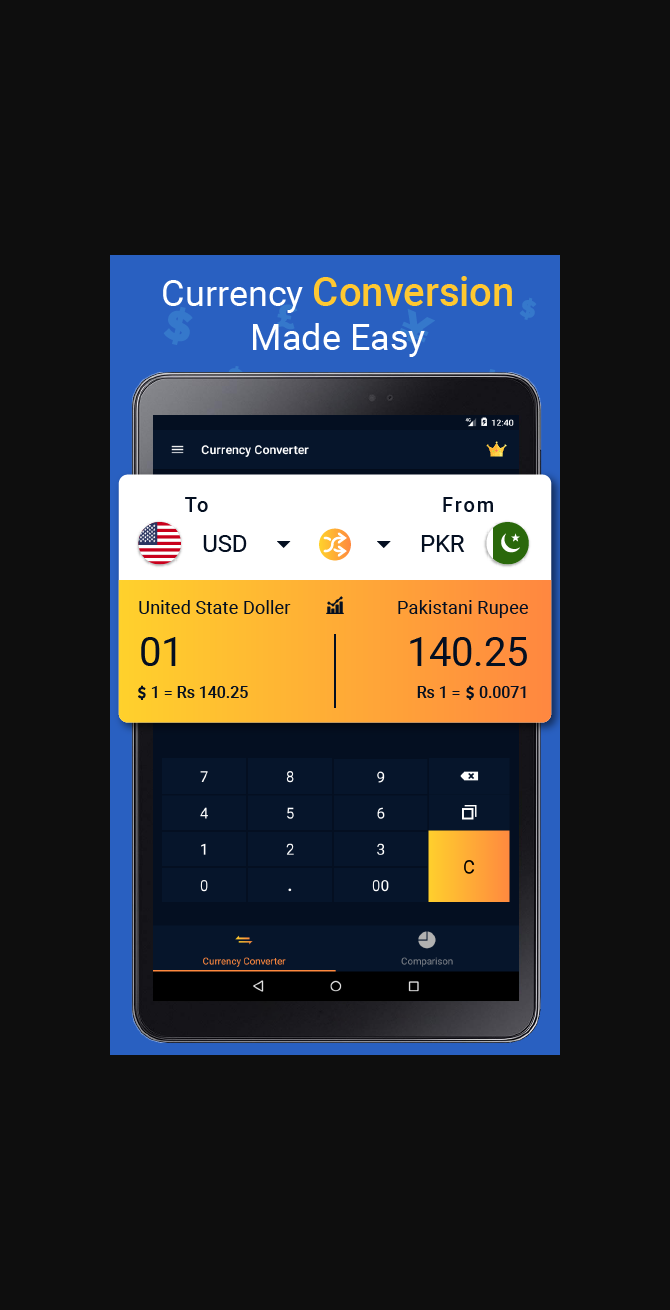 Currency Conversion
Made Easy
12:40
Currency Converter
To From
USD PKR
United State Doller Pakistani Rupee
01 140.25
$ 1 = Rs 140.25 Rs 1 = $ 0.0071
7 8 9
4 5 6
1 2 3
0 . 00
C
Currency Converter Comparison